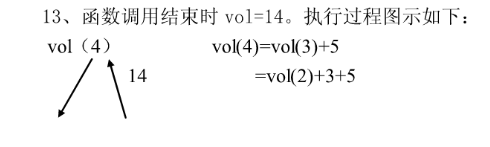 13、函数调用结束时 vol=14。执行过程图示如下：
vol（4） vol(4)=vol(3)+5
14 =vol(2)+3+5